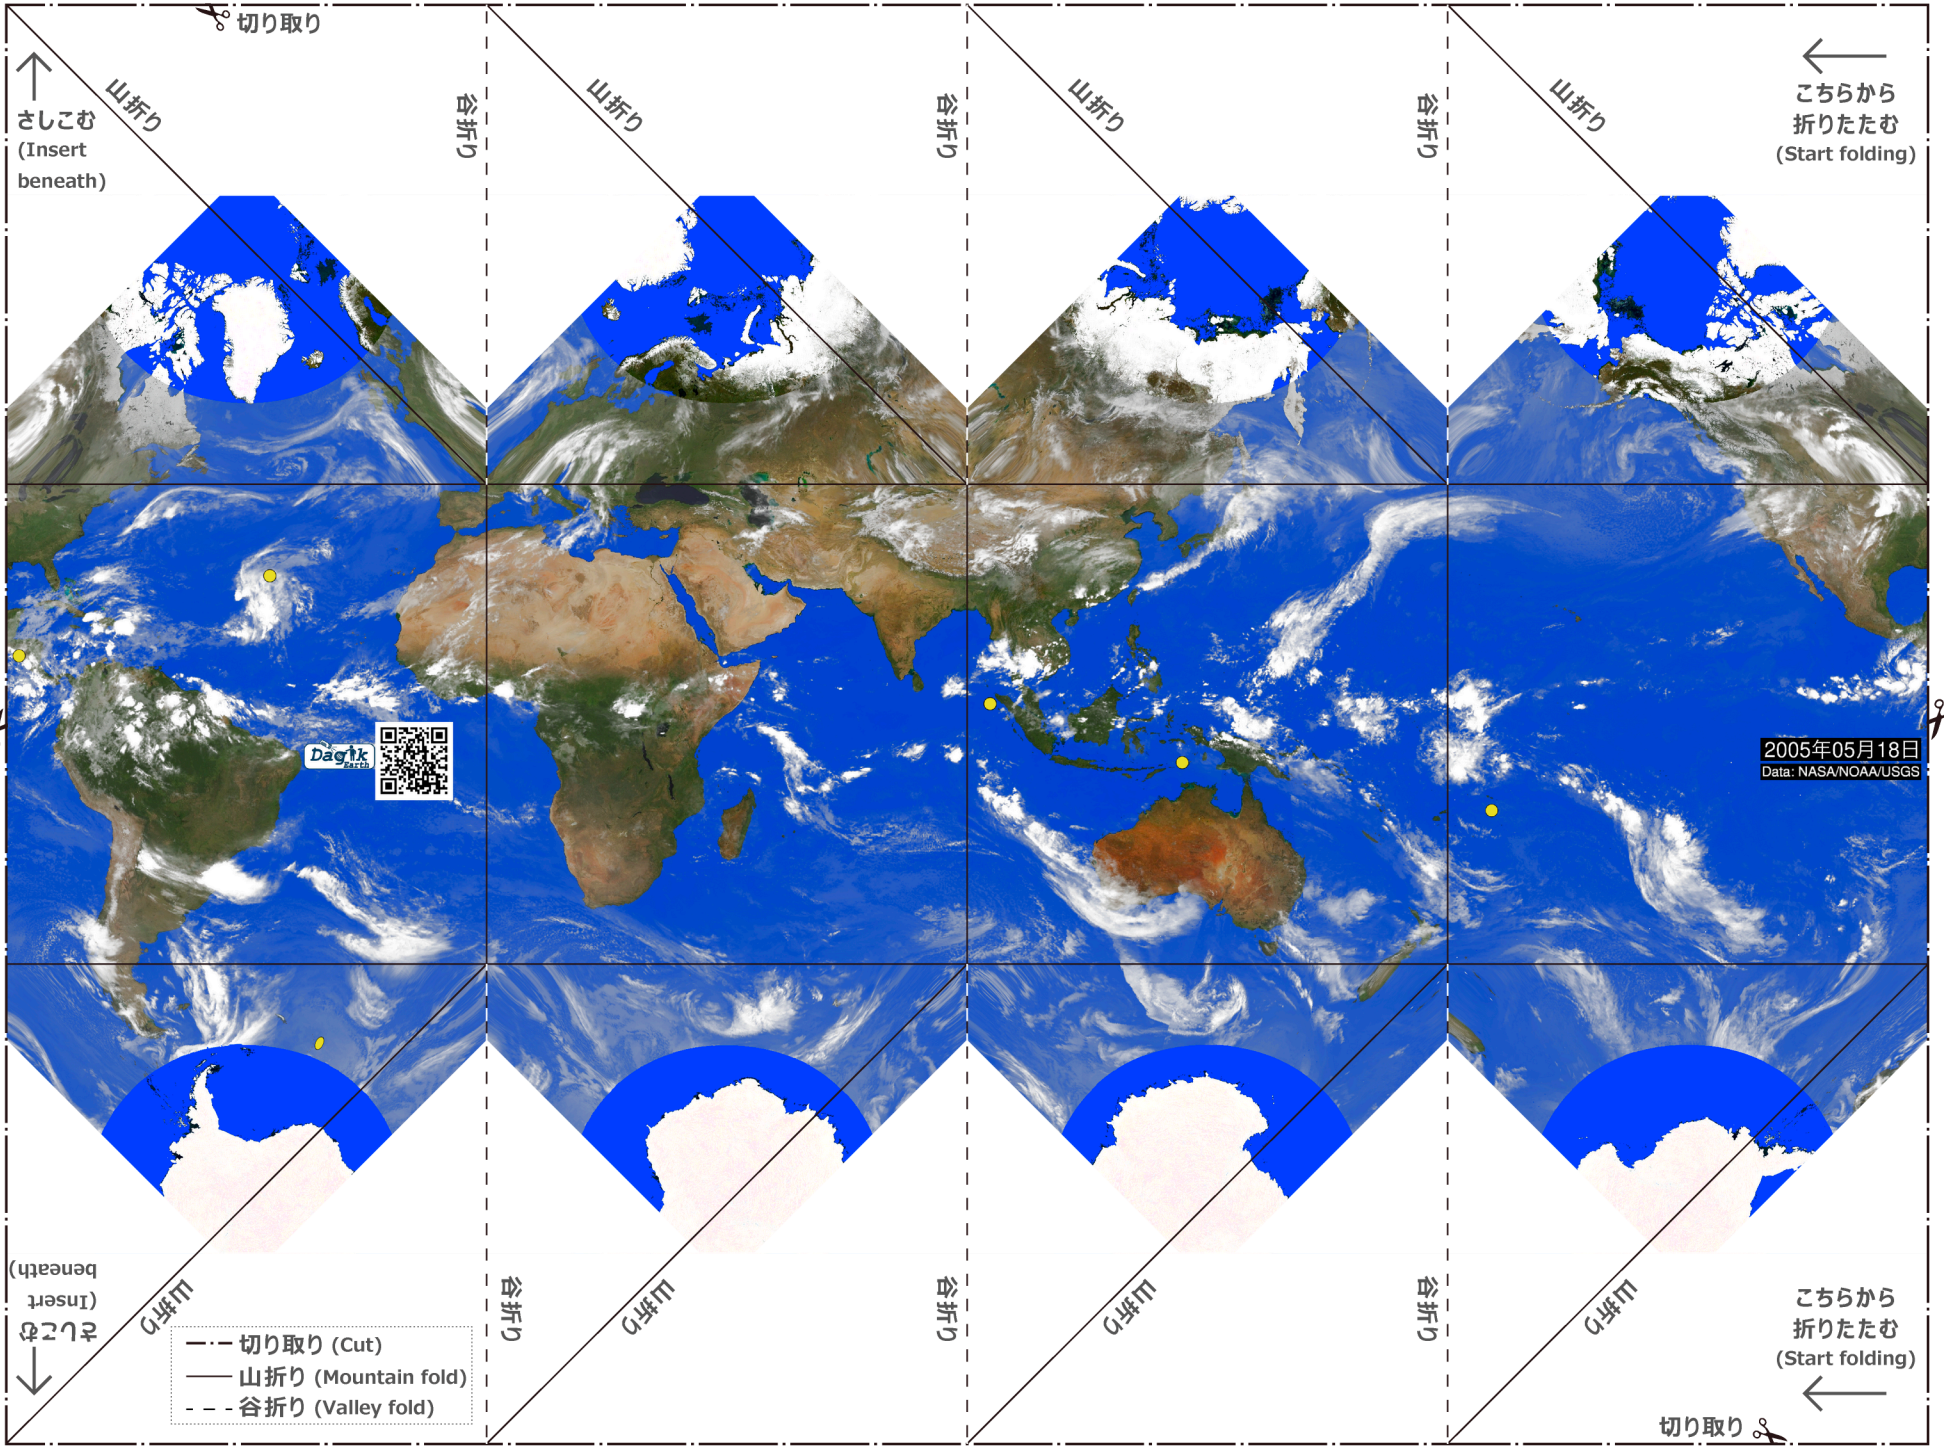 切り取り
山折り
谷折り
山折り
谷折り
山折り
谷折り
山折り
さしこむ
(Insert
beneath)
こちらから
折りたたむ
(Start folding)
Dagik
Earth
2005年05月18日
Data: NASA/NOAA/USGS
さしこむ
(Insert
beneath)
山折り
谷折り
山折り
谷折り
山折り
谷折り
山折り
切り取り (Cut)
山折り (Mountain fold)
谷折り (Valley fold)
こちらから
折りたたむ
(Start folding)
切り取り